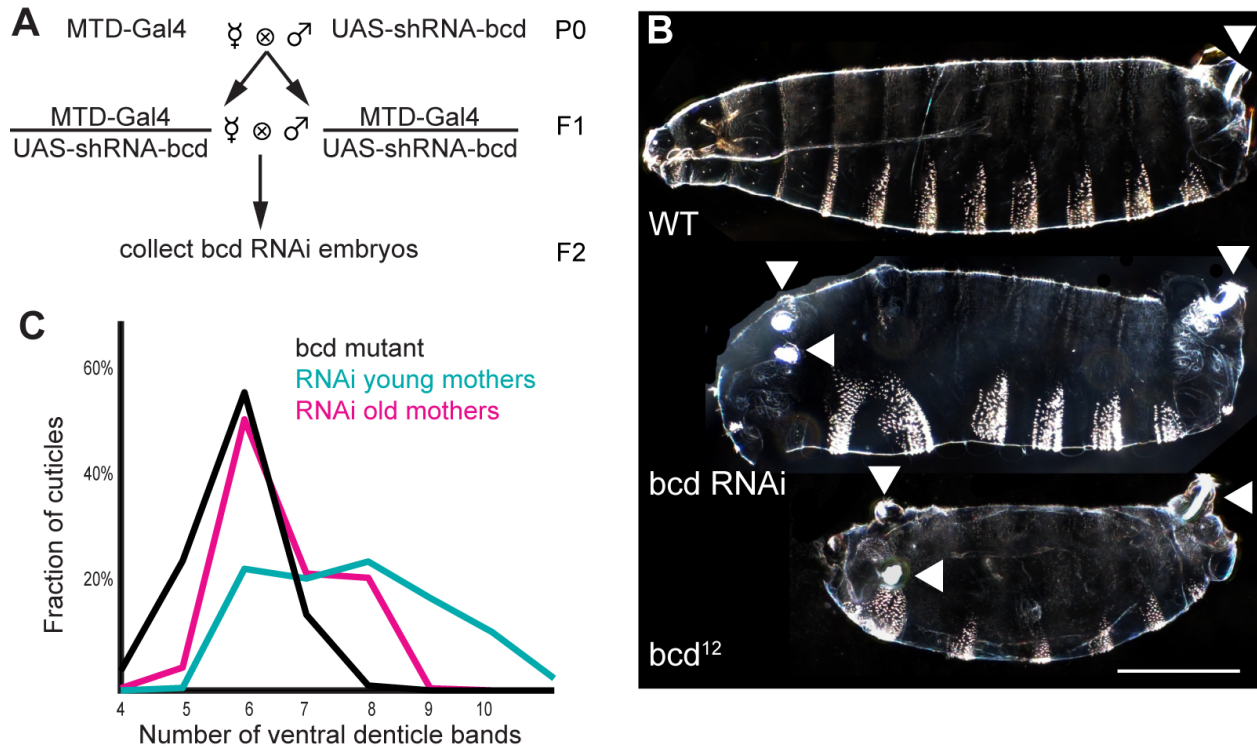 A
MTD-Gal4 ☿ ⊗ ♂ UAS-shRNA-bcd P0
MTD-Gal4 ☿ ⊗ ♂ MTD-Gal4 F1
UAS-shRNA-bcd UAS-shRNA-bcd
collect bcd RNAi embryos F2
B
WT
bcd RNAi
bcd¹²
C
bcd mutant
RNAi young mothers
RNAi old mothers
Fraction of cuticles
60%
40%
20%
4 5 6 7 8 9 10
Number of ventral denticle bands